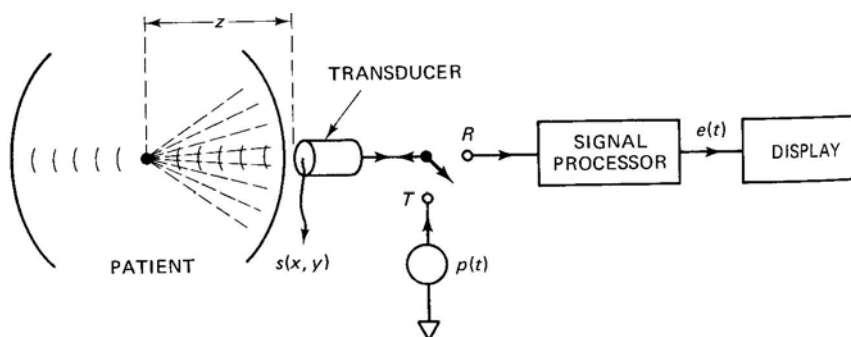 z
TRANSDUCER
R
SIGNAL
PROCESSOR
e(t)
DISPLAY
T
PATIENT
s(x, y)
p(t)